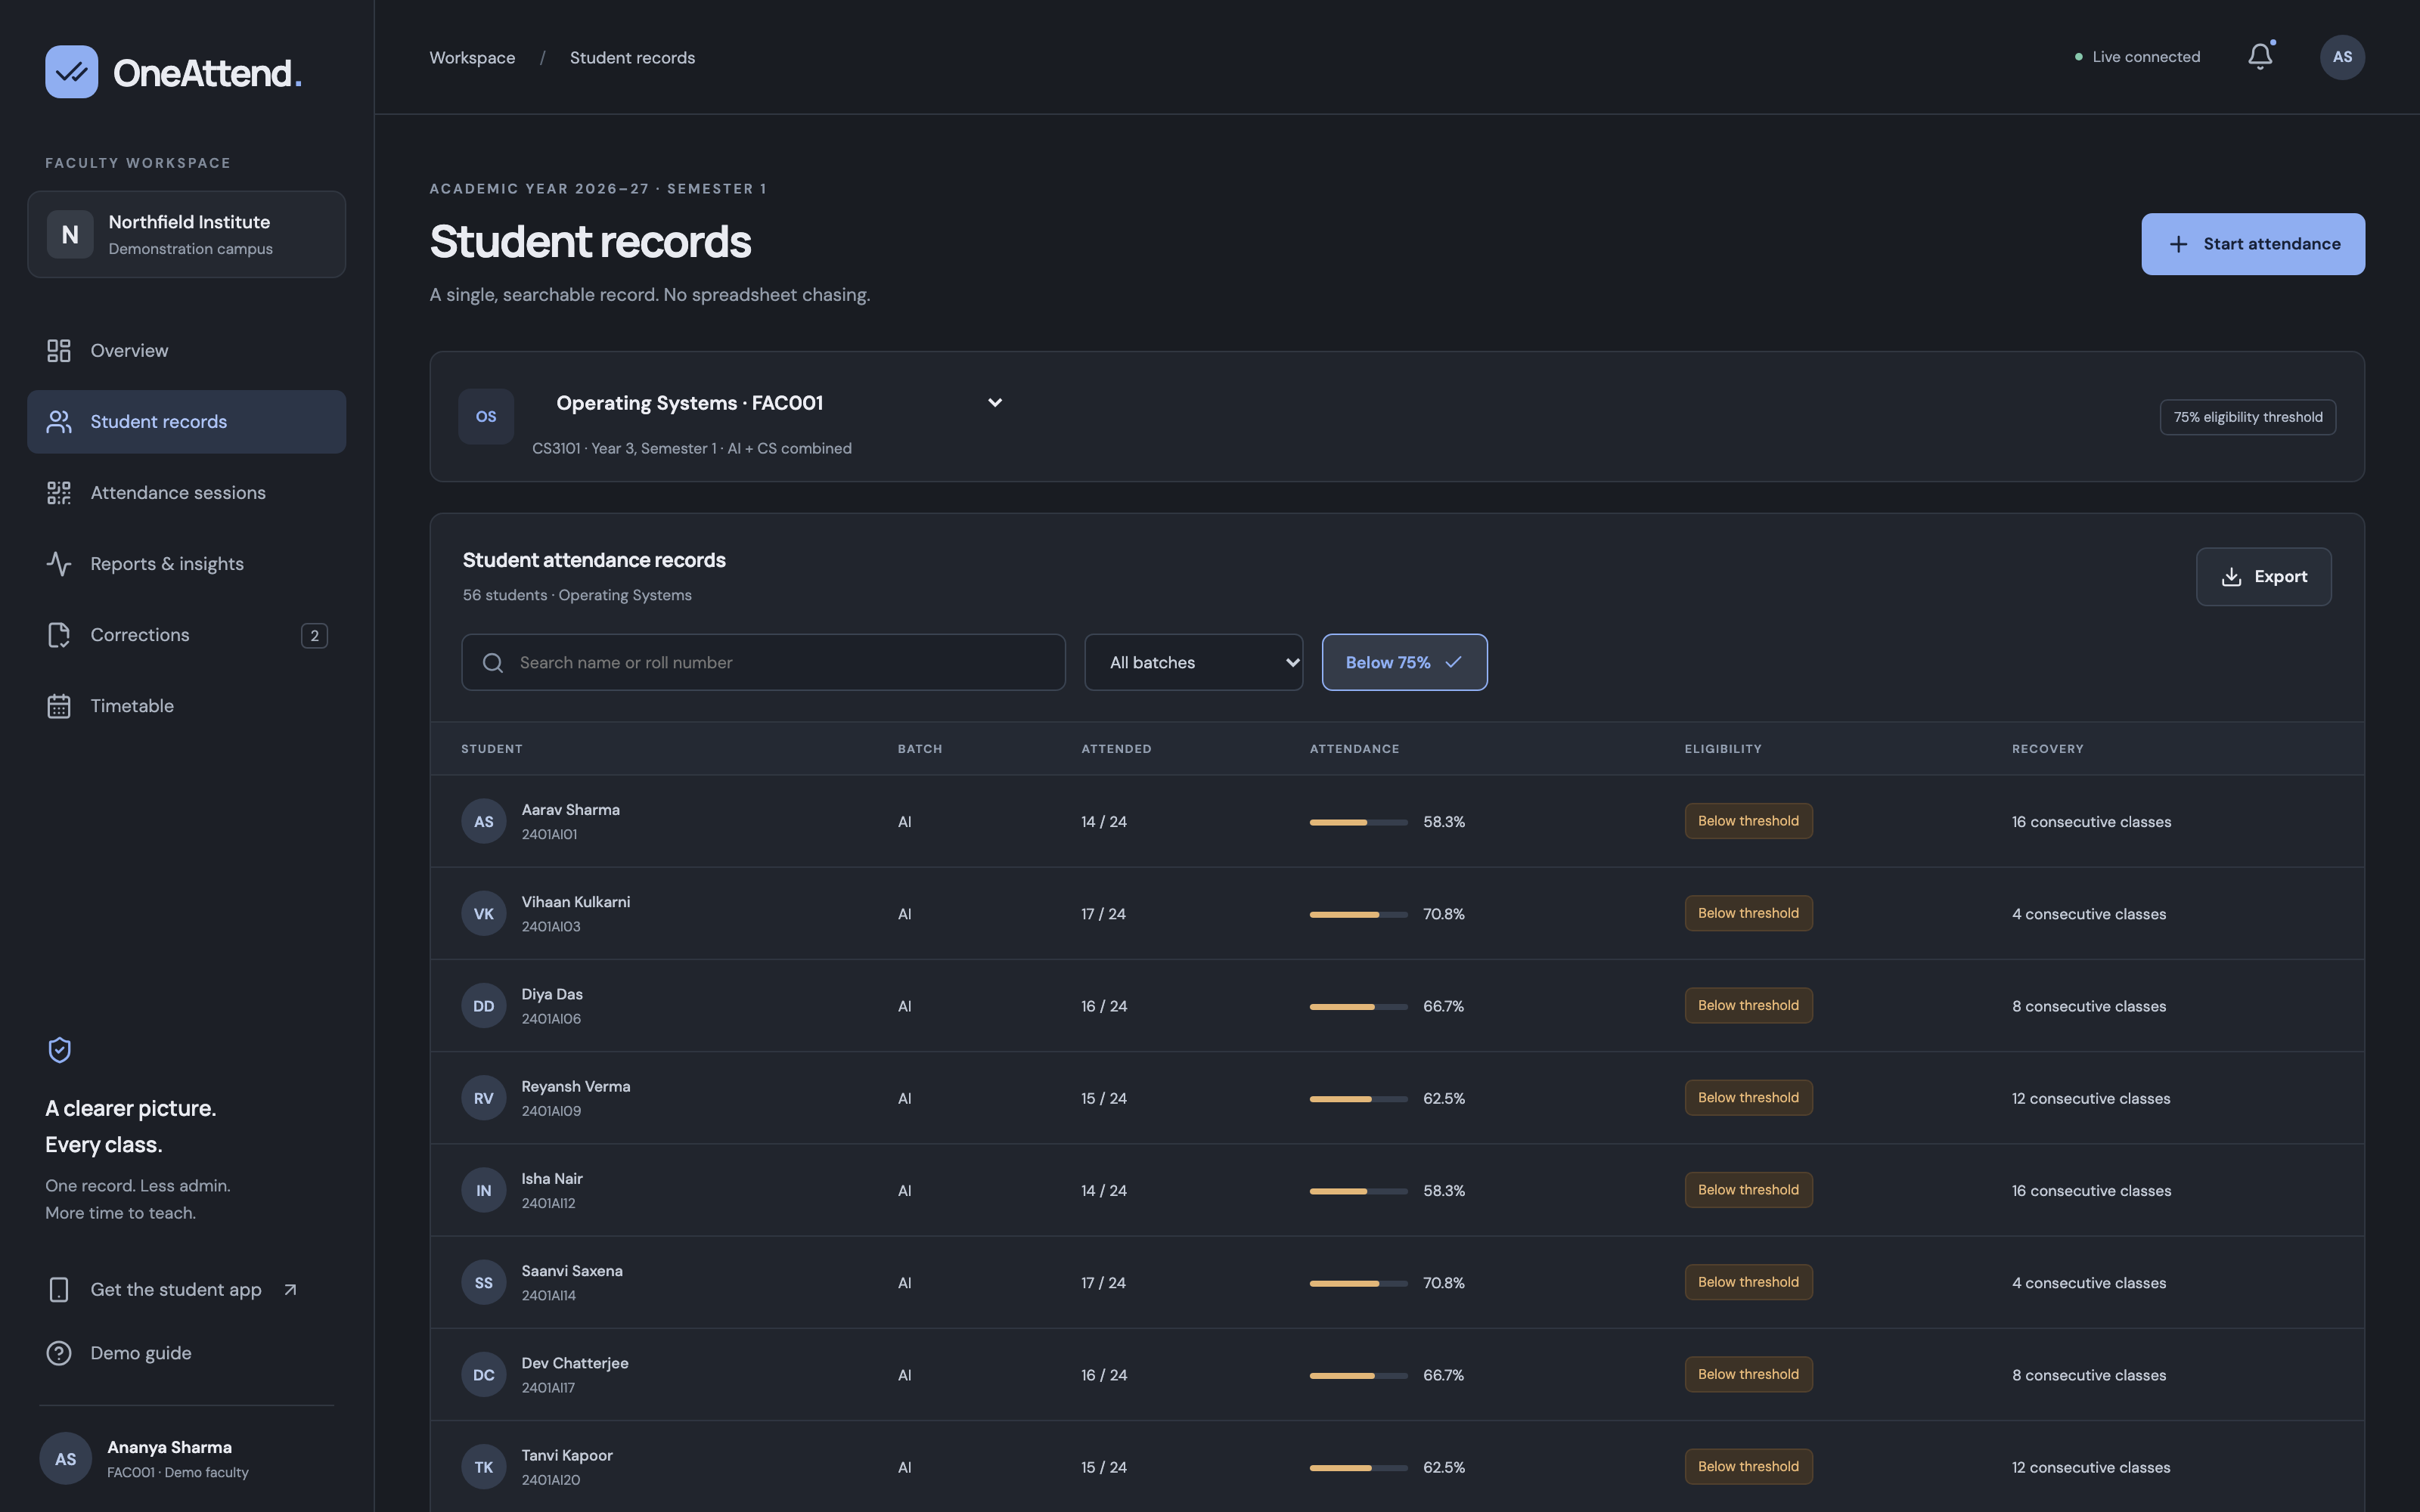 OneAttend.
FACULTY WORKSPACE
N
Northfield Institute
Demonstration campus
Overview
Student records
Attendance sessions
Reports & insights
Corrections 2
Timetable
A clearer picture.
Every class.
One record. Less admin.
More time to teach.
Get the student app
Demo guide
AS
Ananya Sharma
FAC001 · Demo faculty
Workspace / Student records
Live connected
AS
ACADEMIC YEAR 2026–27 · SEMESTER 1
Student records
A single, searchable record. No spreadsheet chasing.
Start attendance
OS
Operating Systems · FAC001
CS3101 · Year 3, Semester 1 · AI + CS combined
75% eligibility threshold
Student attendance records
56 students · Operating Systems
Export
Search name or roll number
All batches
Below 75%
STUDENT BATCH ATTENDED ATTENDANCE ELIGIBILITY RECOVERY
AS Aarav Sharma AI 14 / 24 58.3% Below threshold 16 consecutive classes
2401AI01
VK Vihaan Kulkarni AI 17 / 24 70.8% Below threshold 4 consecutive classes
2401AI03
DD Diya Das AI 16 / 24 66.7% Below threshold 8 consecutive classes
2401AI06
RV Reyansh Verma AI 15 / 24 62.5% Below threshold 12 consecutive classes
2401AI09
IN Isha Nair AI 14 / 24 58.3% Below threshold 16 consecutive classes
2401AI12
SS Saanvi Saxena AI 17 / 24 70.8% Below threshold 4 consecutive classes
2401AI14
DC Dev Chatterjee AI 16 / 24 66.7% Below threshold 8 consecutive classes
2401AI17
TK Tanvi Kapoor AI 15 / 24 62.5% Below threshold 12 consecutive classes
2401AI20